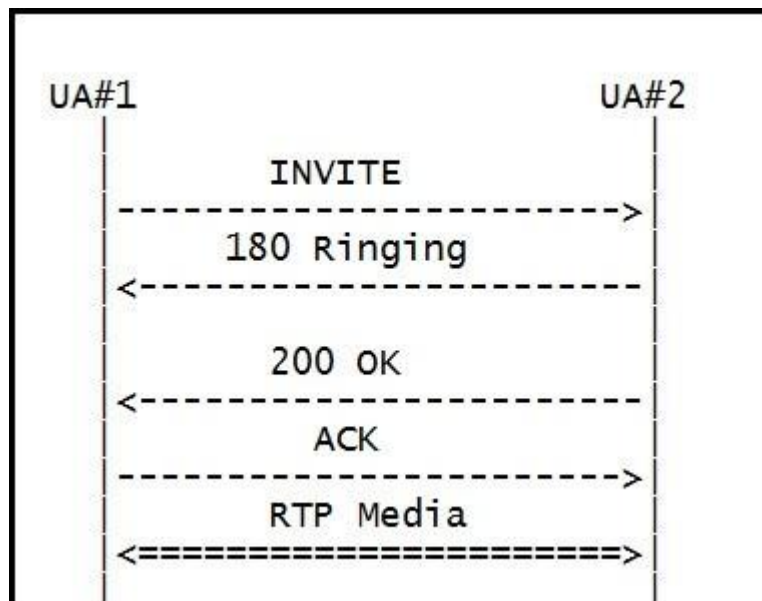 UA#1 UA#2
INVITE
180 Ringing
200 OK
ACK
RTP Media